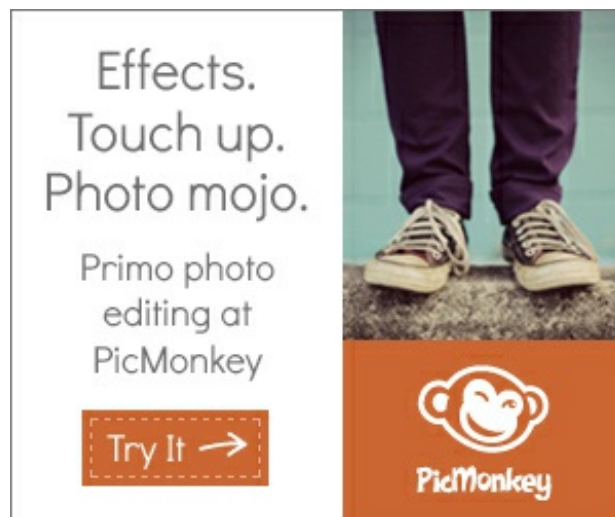 Effects.
Touch up.
Photo mojo.
Primo photo
editing at
PicMonkey
Try It
PicMonkey